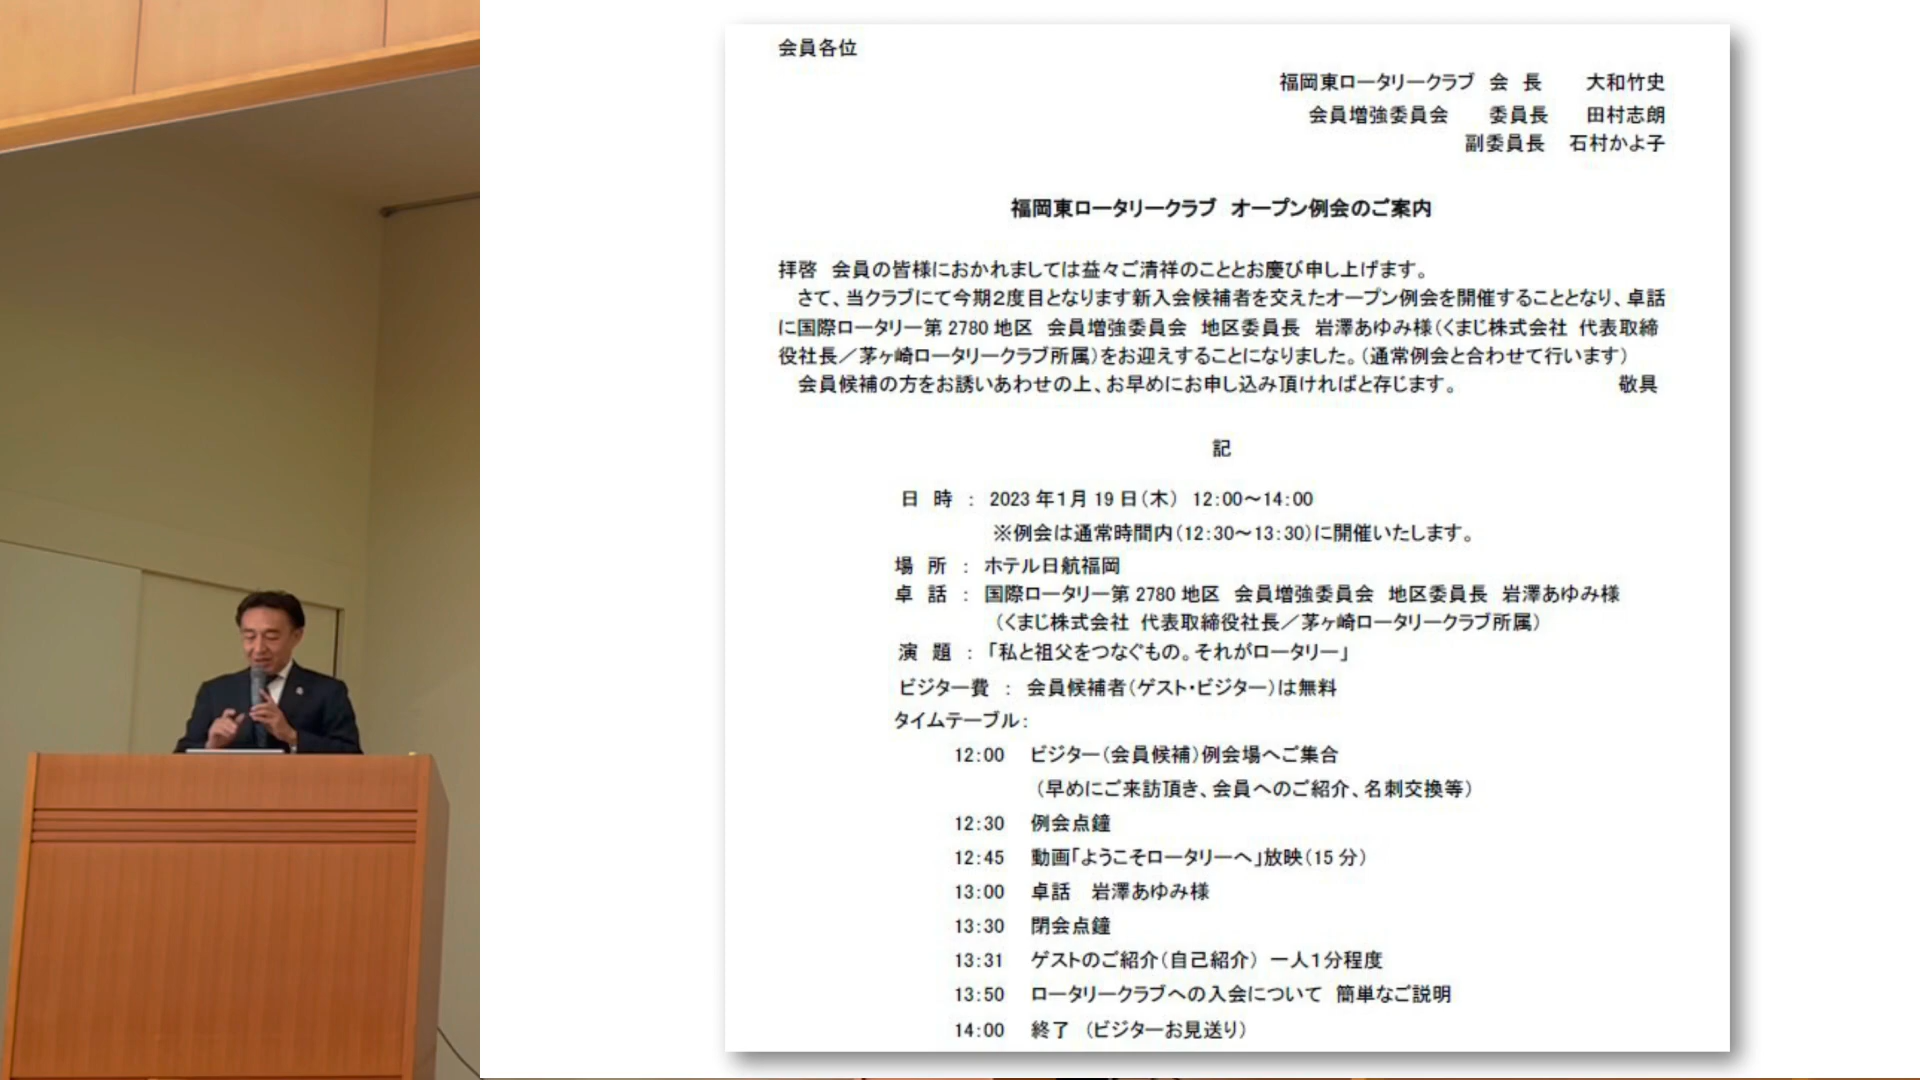 会員各位
福岡東ロータリークラブ 会 長 大和竹史
会員増強委員会 委員長 田村志朗
副委員長 石村かよ子
福岡東ロータリークラブ オープン例会のご案内
拝啓 会員の皆様におかれましては益々ご清祥のこととお慶び申し上げます。
さて、当クラブにて今期2度目となります新入会候補者を交えたオープン例会を開催することとなり、卓話
に国際ロータリー第 2780 地区 会員増強委員会 地区委員長 岩澤あゆみ様(くまじ株式会社 代表取締
役社長/茅ヶ崎ロータリークラブ所属)をお迎えすることになりました。(通常例会と合わせて行います)
会員候補の方をお誘いあわせの上、お早めにお申し込み頂ければと存じます。 敬具
記
日 時 : 2023 年1月 19 日(木) 12:00~14:00
※例会は通常時間内(12:30~13:30)に開催いたします。
場 所 : ホテル日航福岡
卓 話 : 国際ロータリー第 2780 地区 会員増強委員会 地区委員長 岩澤あゆみ様
(くまじ株式会社 代表取締役社長/茅ヶ崎ロータリークラブ所属)
演 題 : 「私と祖父をつなぐもの。それがロータリー」
ビジター費 : 会員候補者(ゲスト・ビジター)は無料
タイムテーブル:
12:00 ビジター(会員候補)例会場へご集合
(早めにご来訪頂き、会員へのご紹介、名刺交換等)
12:30 例会点鐘
12:45 動画「ようこそロータリーへ」放映(15 分)
13:00 卓話 岩澤あゆみ様
13:30 閉会点鐘
13:31 ゲストのご紹介(自己紹介) 一人1分程度
13:50 ロータリークラブへの入会について 簡単なご説明
14:00 終了 (ビジターお見送り)